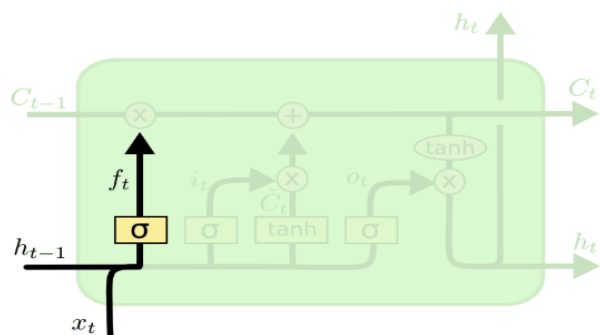 h_t
C_{t-1} × + C_t
tanh
f_t i_t × C̃_t o_t ×
σ σ tanh σ
h_{t-1} h_t
x_t